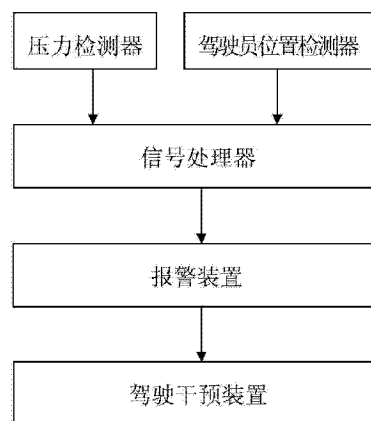 压力检测器
驾驶员位置检测器
信号处理器
报警装置
驾驶干预装置